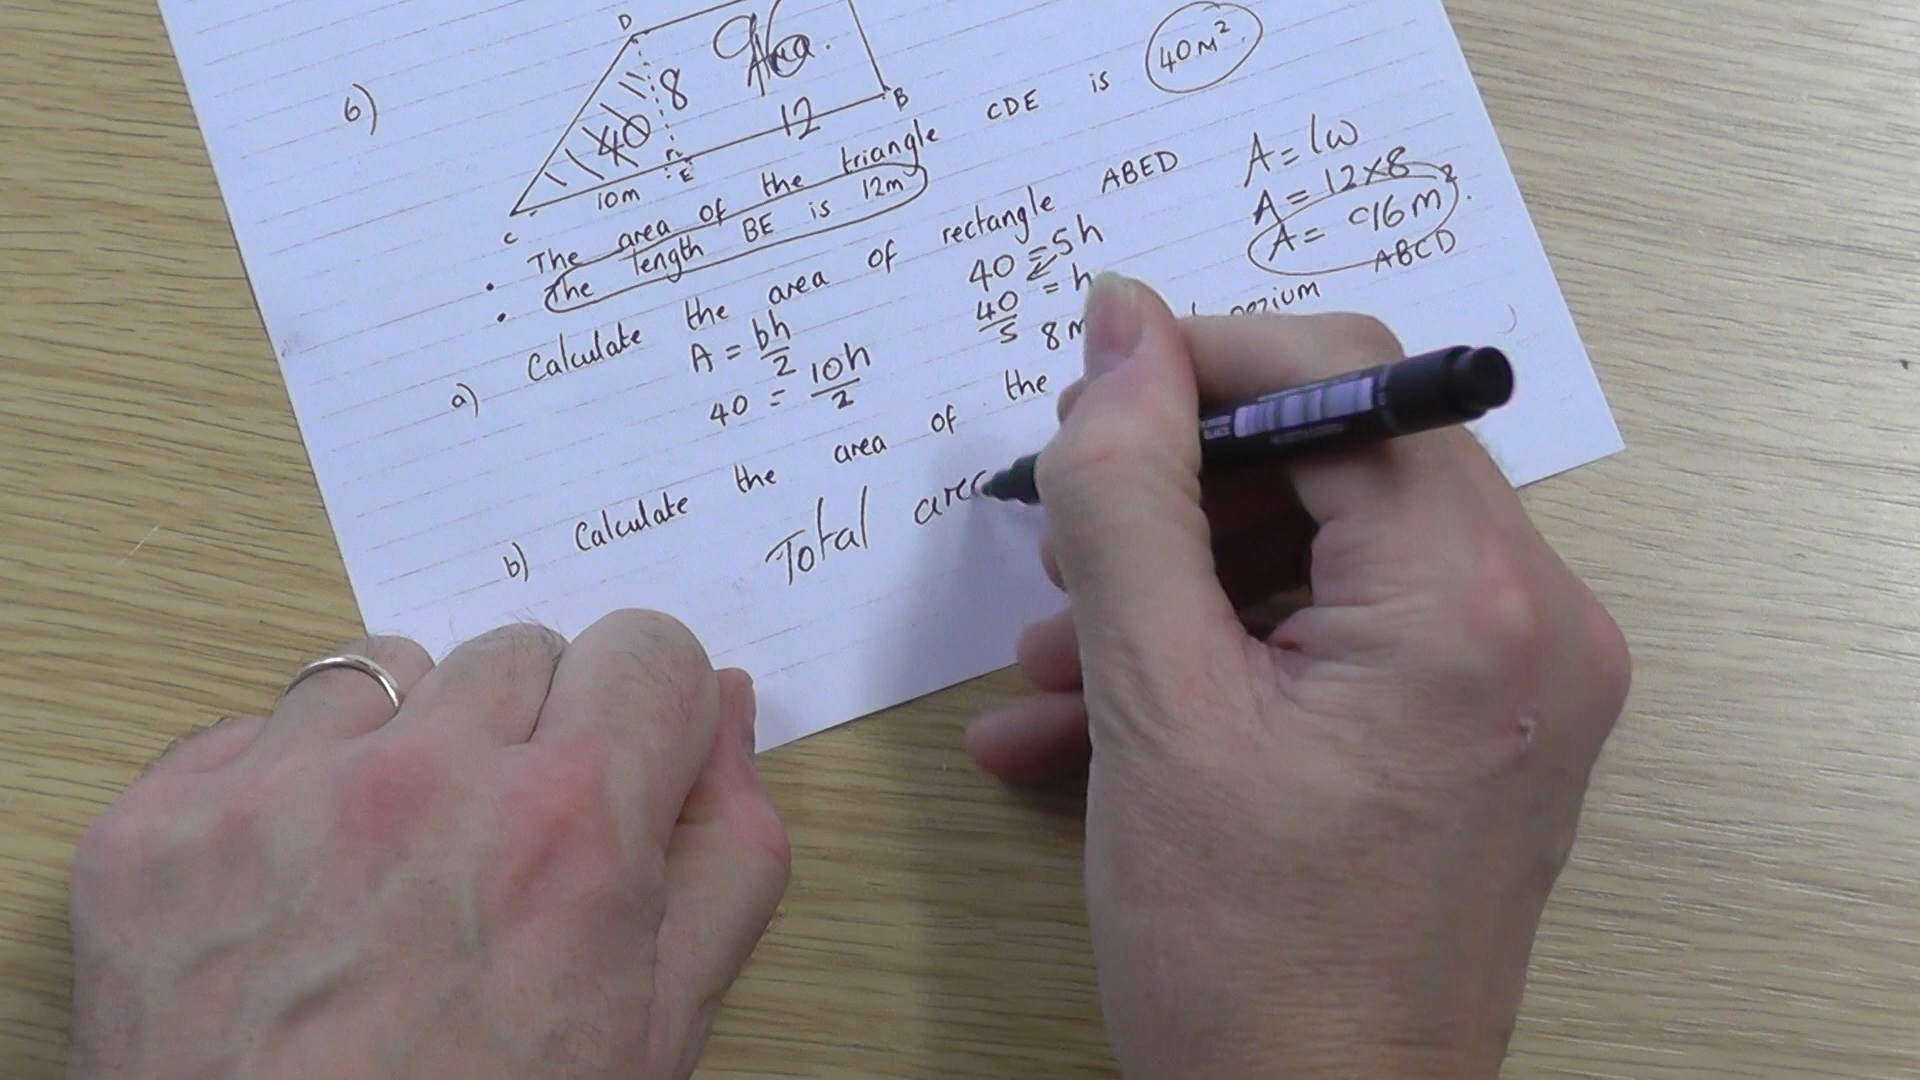 6)
D
8
Area.
96
40
12
B
10m
E
C
• The area of the triangle CDE is 40m².
• The length BE is 12m
a) Calculate the area of rectangle ABED
A = bh/2
40 = 10h/2
40 = 5h
40/5 = h
8m
A = lw
A = 12×8
A = 96m².
b) Calculate the area of the ABCD
Total area